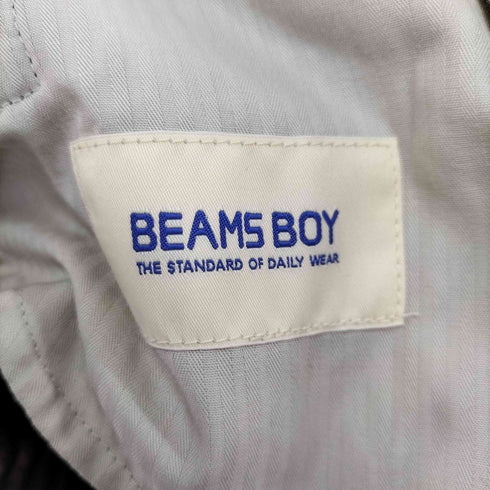 BEAMS BOY
THE STANDARD OF DAILY WEAR